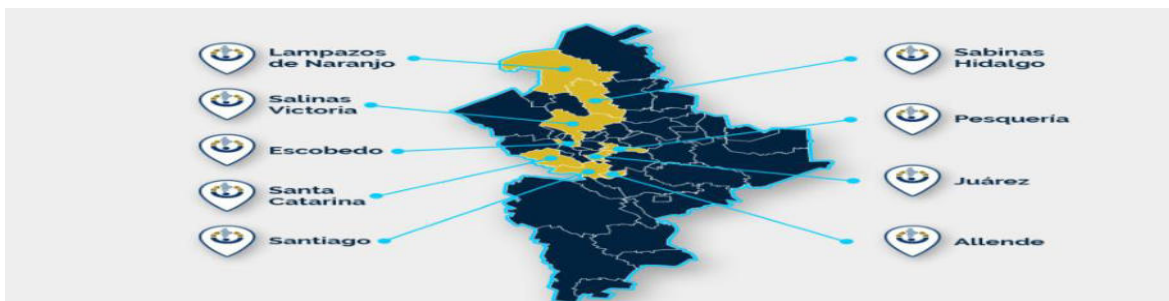 Lampazos
de Naranjo
Salinas
Victoria
Escobedo
Santa
Catarina
Santiago
Sabinas
Hidalgo
Pesquería
Juárez
Allende